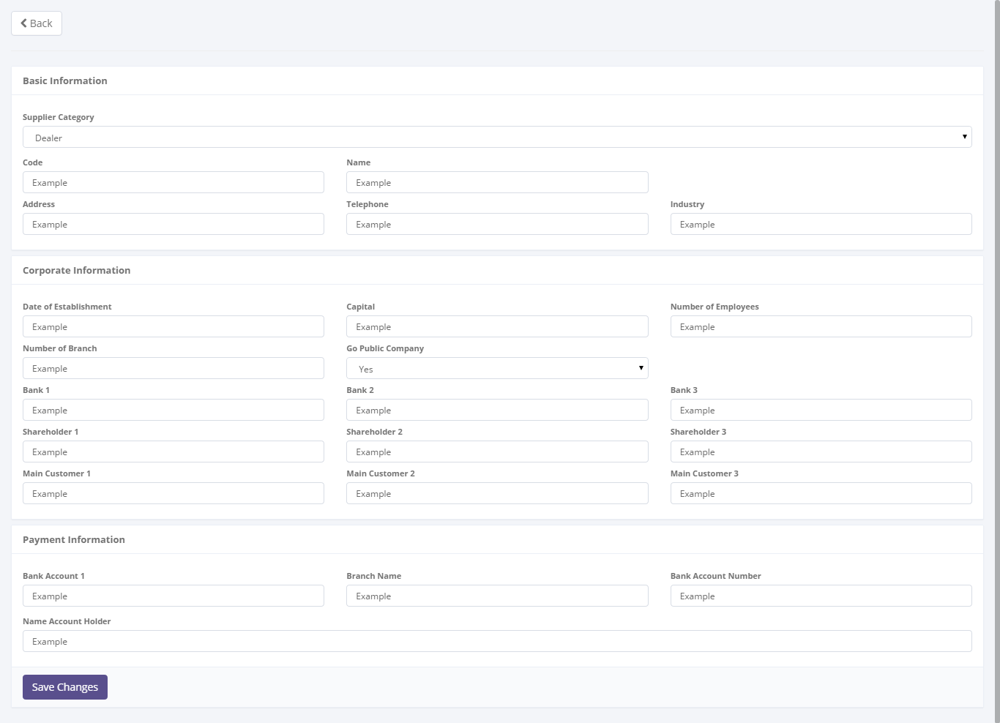 Back
Basic Information
Supplier Category
Dealer
Code Name
Example Example
Address Telephone Industry
Example Example Example
Corporate Information
Date of Establishment Capital Number of Employees
Example Example Example
Number of Branch Go Public Company
Example Yes
Bank 1 Bank 2 Bank 3
Example Example Example
Shareholder 1 Shareholder 2 Shareholder 3
Example Example Example
Main Customer 1 Main Customer 2 Main Customer 3
Example Example Example
Payment Information
Bank Account 1 Branch Name Bank Account Number
Example Example Example
Name Account Holder
Example
Save Changes